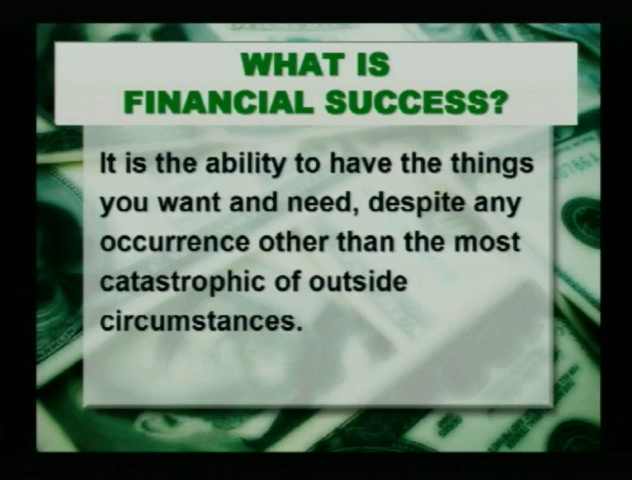 WHAT IS
FINANCIAL SUCCESS?
It is the ability to have the things
you want and need, despite any
occurrence other than the most
catastrophic of outside
circumstances.